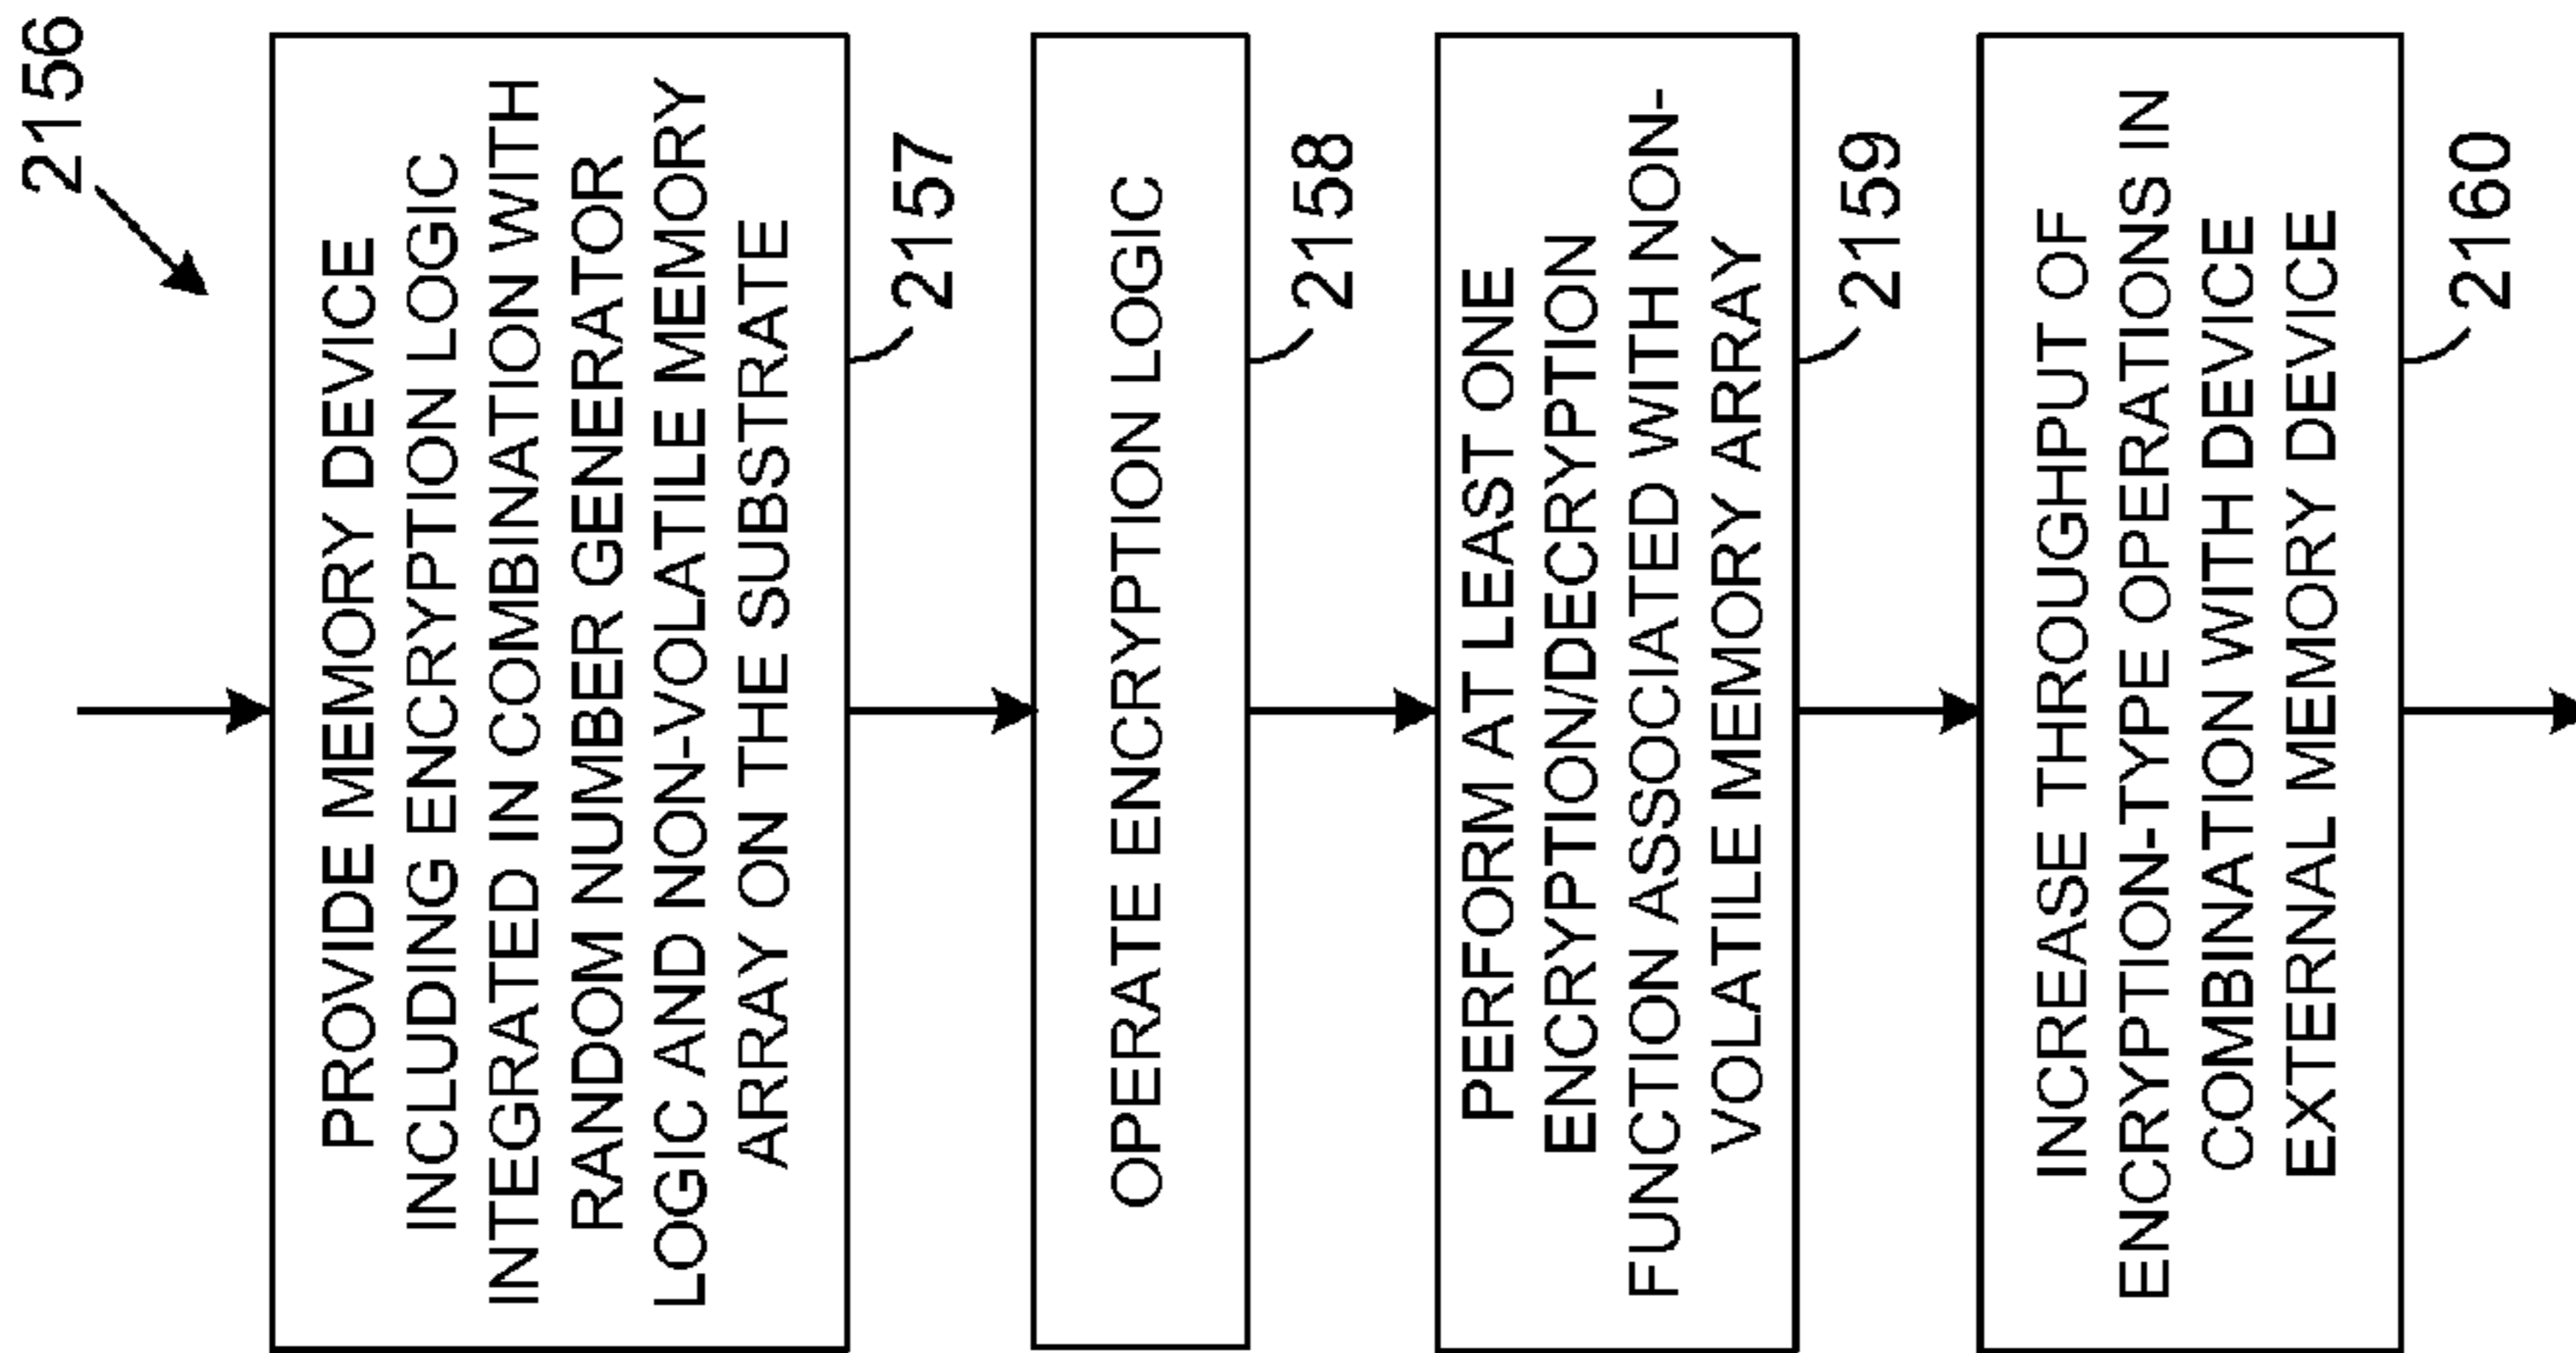 2156
PROVIDE MEMORY DEVICE
INCLUDING ENCRYPTION LOGIC
INTEGRATED IN COMBINATION WITH
RANDOM NUMBER GENERATOR
LOGIC AND NON-VOLATILE MEMORY
ARRAY ON THE SUBSTRATE
2157
OPERATE ENCRYPTION LOGIC
2158
PERFORM AT LEAST ONE
ENCRYPTION/DECRYPTION
FUNCTION ASSOCIATED WITH NON-
VOLATILE MEMORY ARRAY
2159
INCREASE THROUGHPUT OF
ENCRYPTION-TYPE OPERATIONS IN
COMBINATION WITH DEVICE
EXTERNAL MEMORY DEVICE
2160